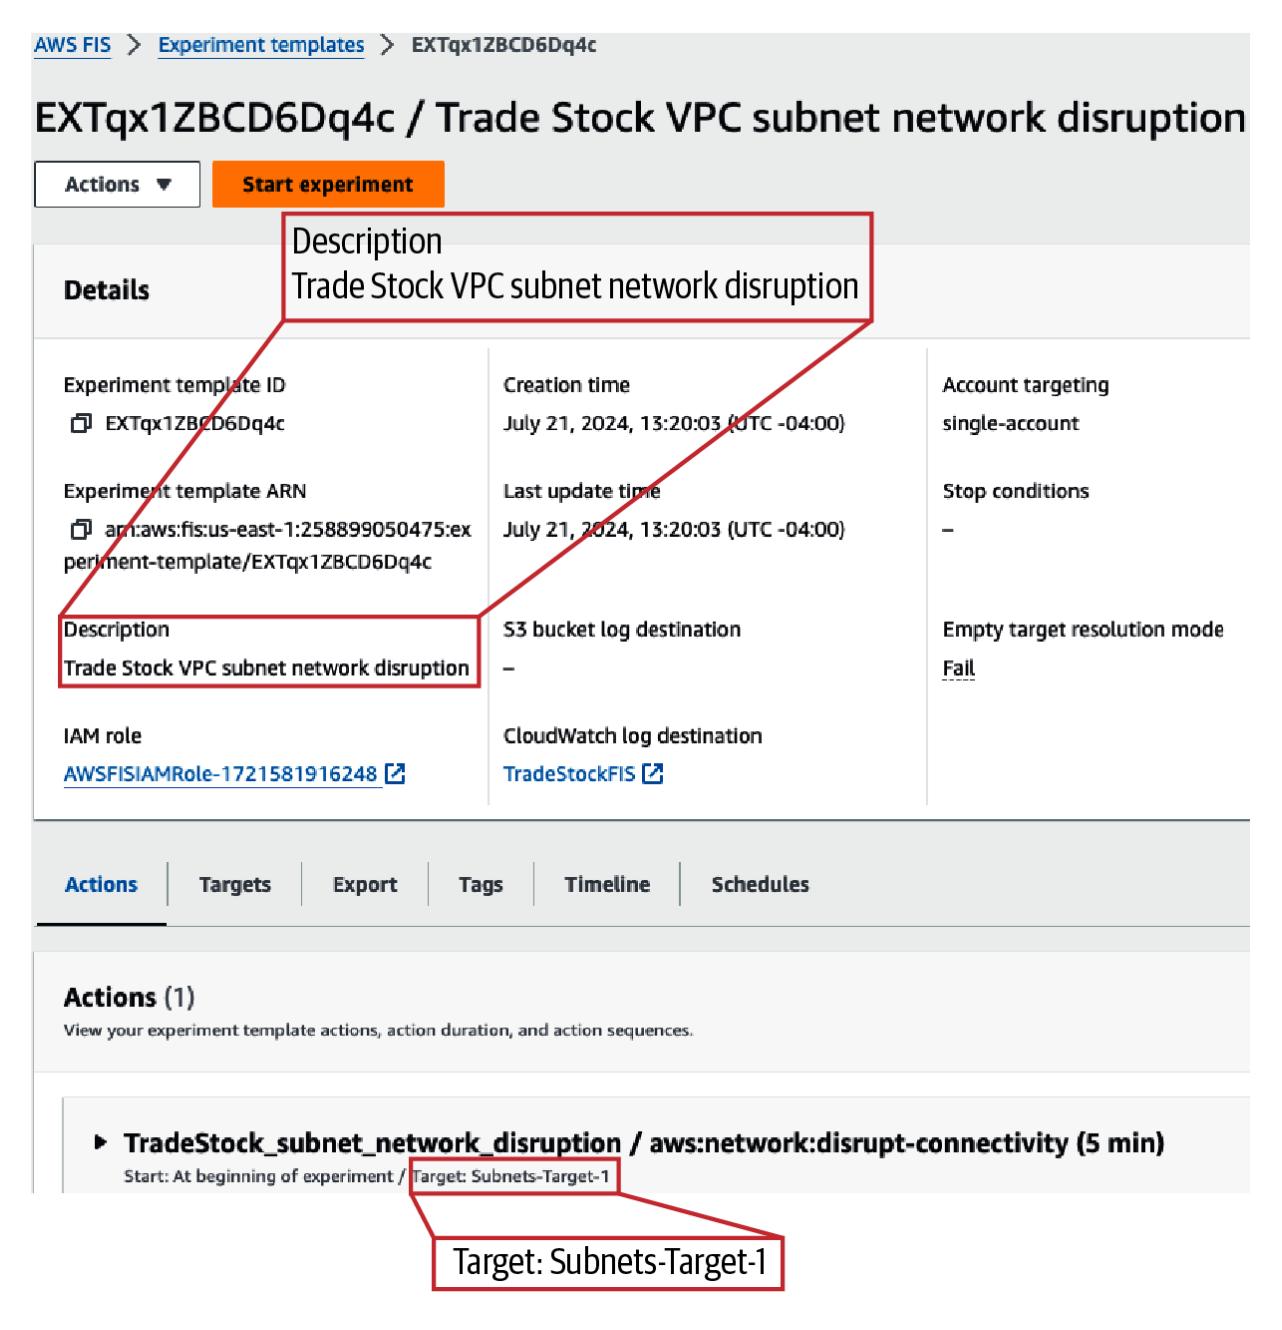 AWS FIS > Experiment templates > EXTqx1ZBCD6Dq4c
EXTqx1ZBCD6Dq4c / Trade Stock VPC subnet network disruption
Actions ▼ Start experiment
Description
Trade Stock VPC subnet network disruption
Details
Experiment template ID
EXTqx1ZBCD6Dq4c
Experiment template ARN
arn:aws:fis:us-east-1:258899050475:ex
periment-template/EXTqx1ZBCD6Dq4c
Description
Trade Stock VPC subnet network disruption
IAM role
AWSFISIAMRole-1721581916248
Creation time
July 21, 2024, 13:20:03 (UTC -04:00)
Last update time
July 21, 2024, 13:20:03 (UTC -04:00)
S3 bucket log destination
–
CloudWatch log destination
TradeStockFIS
Account targeting
single-account
Stop conditions
–
Empty target resolution mode
Fail
Actions Targets Export Tags Timeline Schedules
Actions (1)
View your experiment template actions, action duration, and action sequences.
TradeStock_subnet_network_disruption / aws:network:disrupt-connectivity (5 min)
Start: At beginning of experiment / Target: Subnets-Target-1
Target: Subnets-Target-1